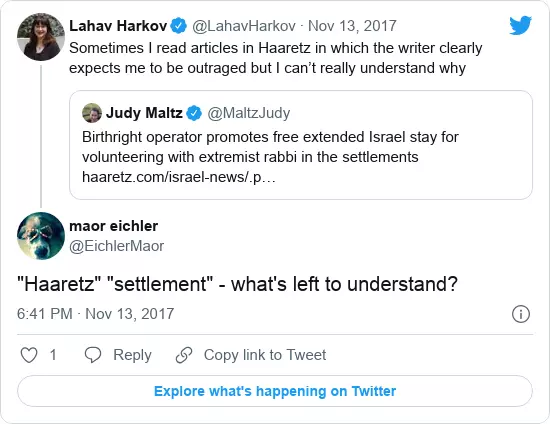 Lahav Harkov @LahavHarkov · Nov 13, 2017
Sometimes I read articles in Haaretz in which the writer clearly
expects me to be outraged but I can’t really understand why
Judy Maltz @MaltzJudy
Birthright operator promotes free extended Israel stay for
volunteering with extremist rabbi in the settlements
haaretz.com/israel-news/.p…
maor eichler
@EichlerMaor
"Haaretz" "settlement" - what's left to understand?
6:41 PM · Nov 13, 2017
1 Reply Copy link to Tweet
Explore what's happening on Twitter